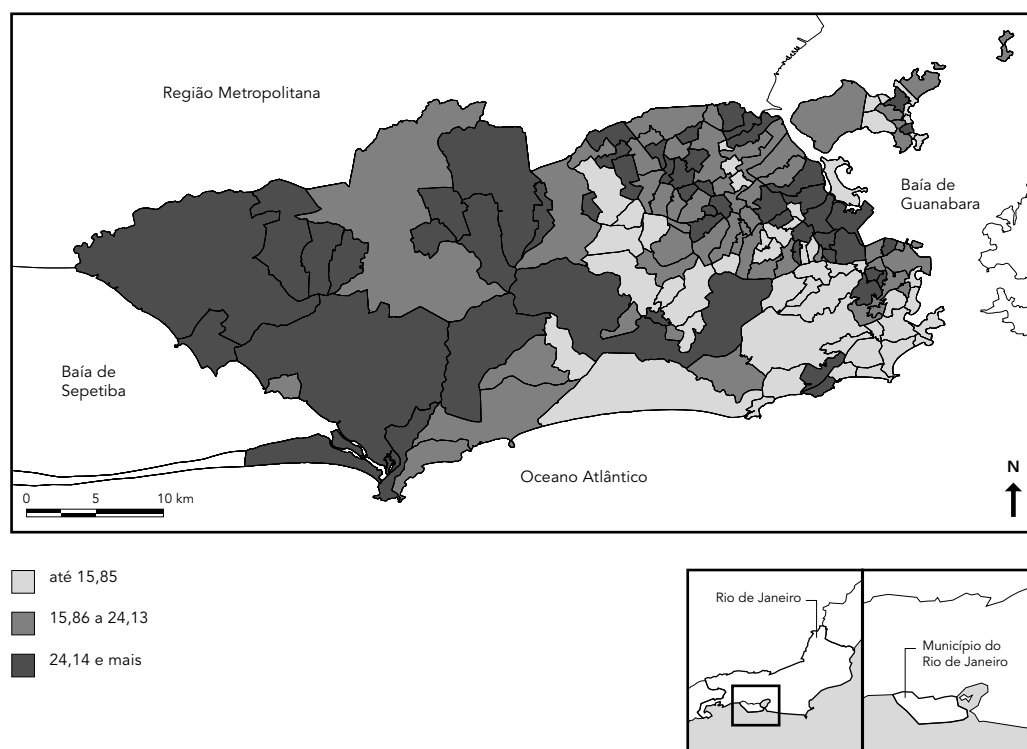 Região Metropolitana
Baía de
Guanabara
Baía de
Sepetiba
Oceano Atlântico
N
0 5 10 km
até 15,85
15,86 a 24,13
24,14 e mais
Rio de Janeiro
Município do
Rio de Janeiro